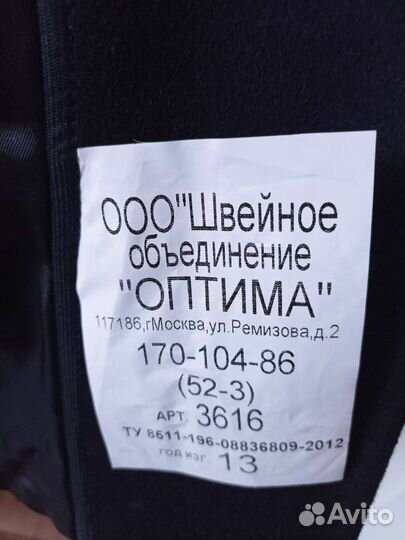 ООО"Швейное
объединение
"ОПТИМА"
117186,гМосква,ул.Ремизова,д.2
170-104-86
(52-3)
АРТ. 3616
ТУ 8611-196-08836809-2012
год изг. 13
Avito